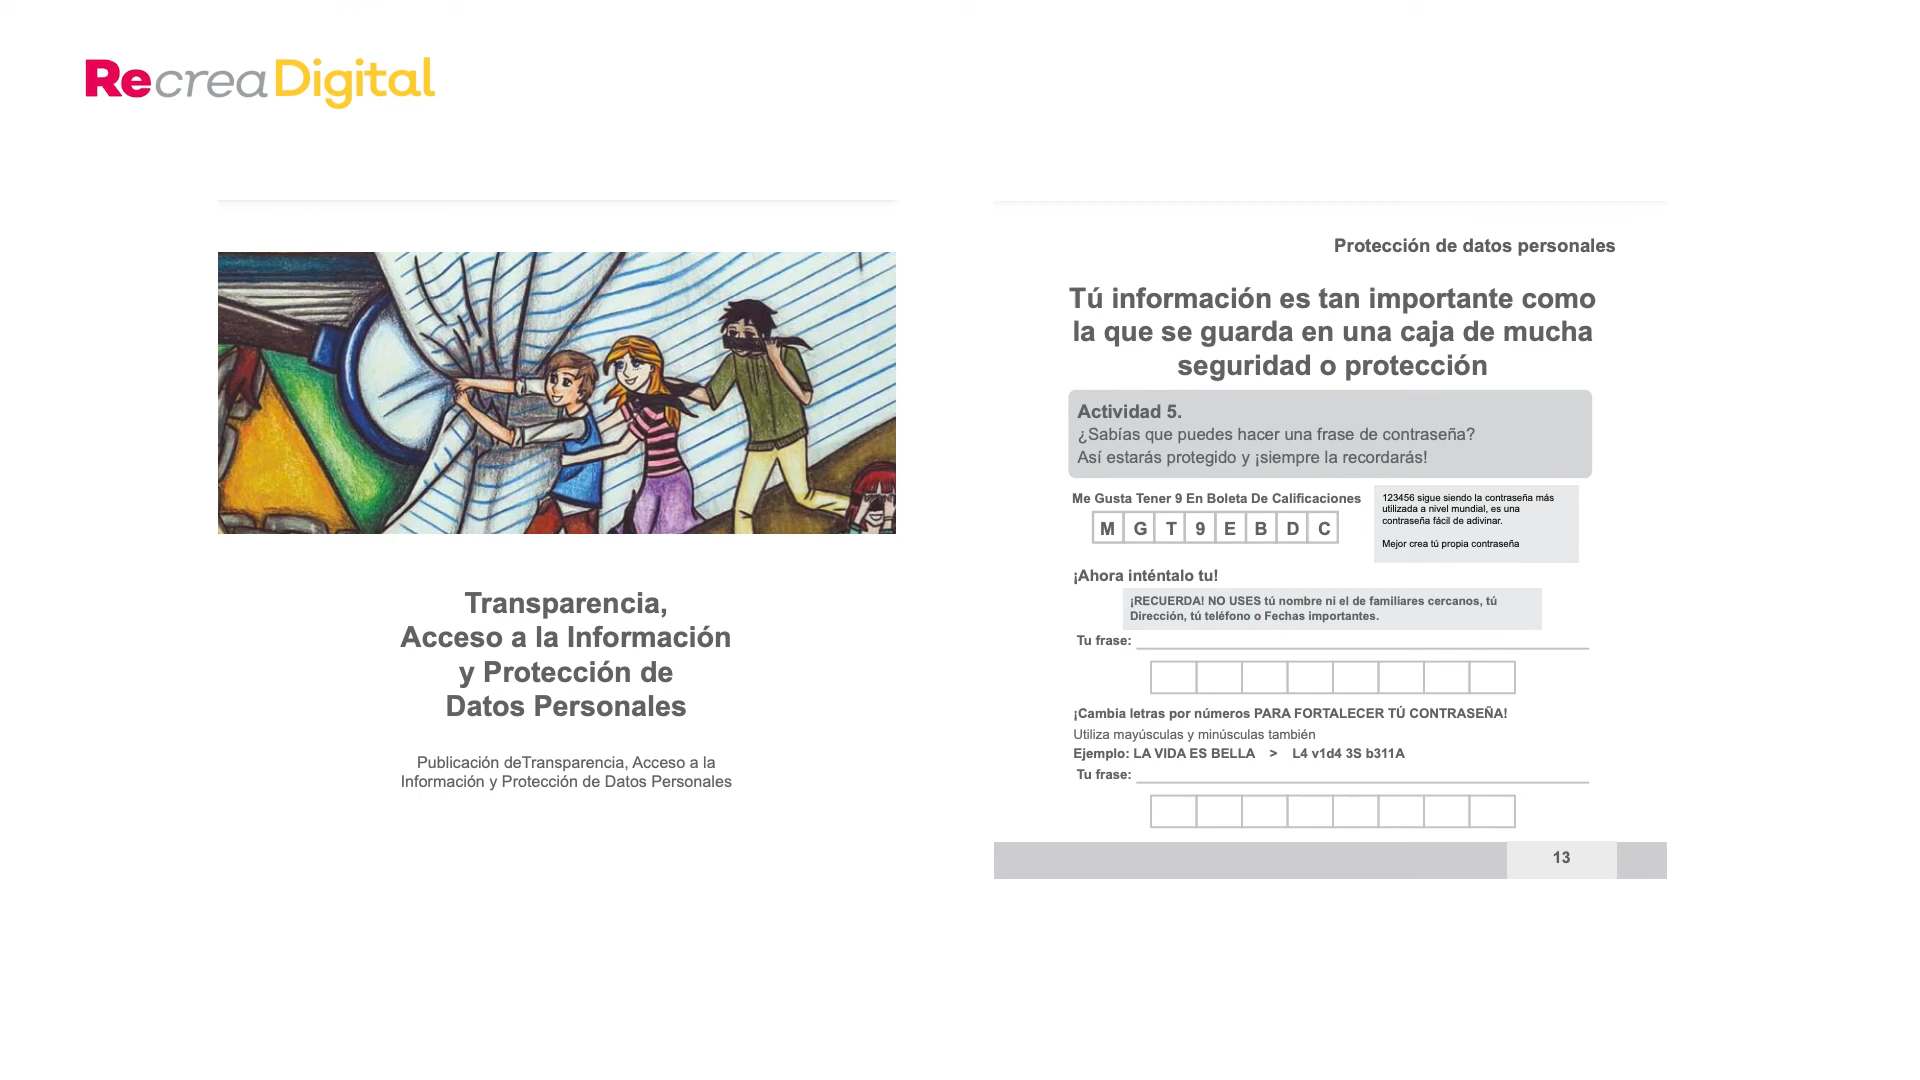 RecreaDigital
Transparencia,
Acceso a la Información
y Protección de
Datos Personales
Publicación deTransparencia, Acceso a la
Información y Protección de Datos Personales
Protección de datos personales
Tú información es tan importante como
la que se guarda en una caja de mucha
seguridad o protección
Actividad 5.
¿Sabías que puedes hacer una frase de contraseña?
Así estarás protegido y ¡siempre la recordarás!
Me Gusta Tener 9 En Boleta De Calificaciones
M G T 9 E B D C
123456 sigue siendo la contraseña más
utilizada a nivel mundial, es una
contraseña fácil de adivinar.
Mejor crea tú propia contraseña
¡Ahora inténtalo tu!
¡RECUERDA! NO USES tú nombre ni el de familiares cercanos, tú
Dirección, tú teléfono o Fechas importantes.
Tu frase:
¡Cambia letras por números PARA FORTALECER TÚ CONTRASEÑA!
Utiliza mayúsculas y minúsculas también
Ejemplo: LA VIDA ES BELLA > L4 v1d4 3S b311A
Tu frase:
13